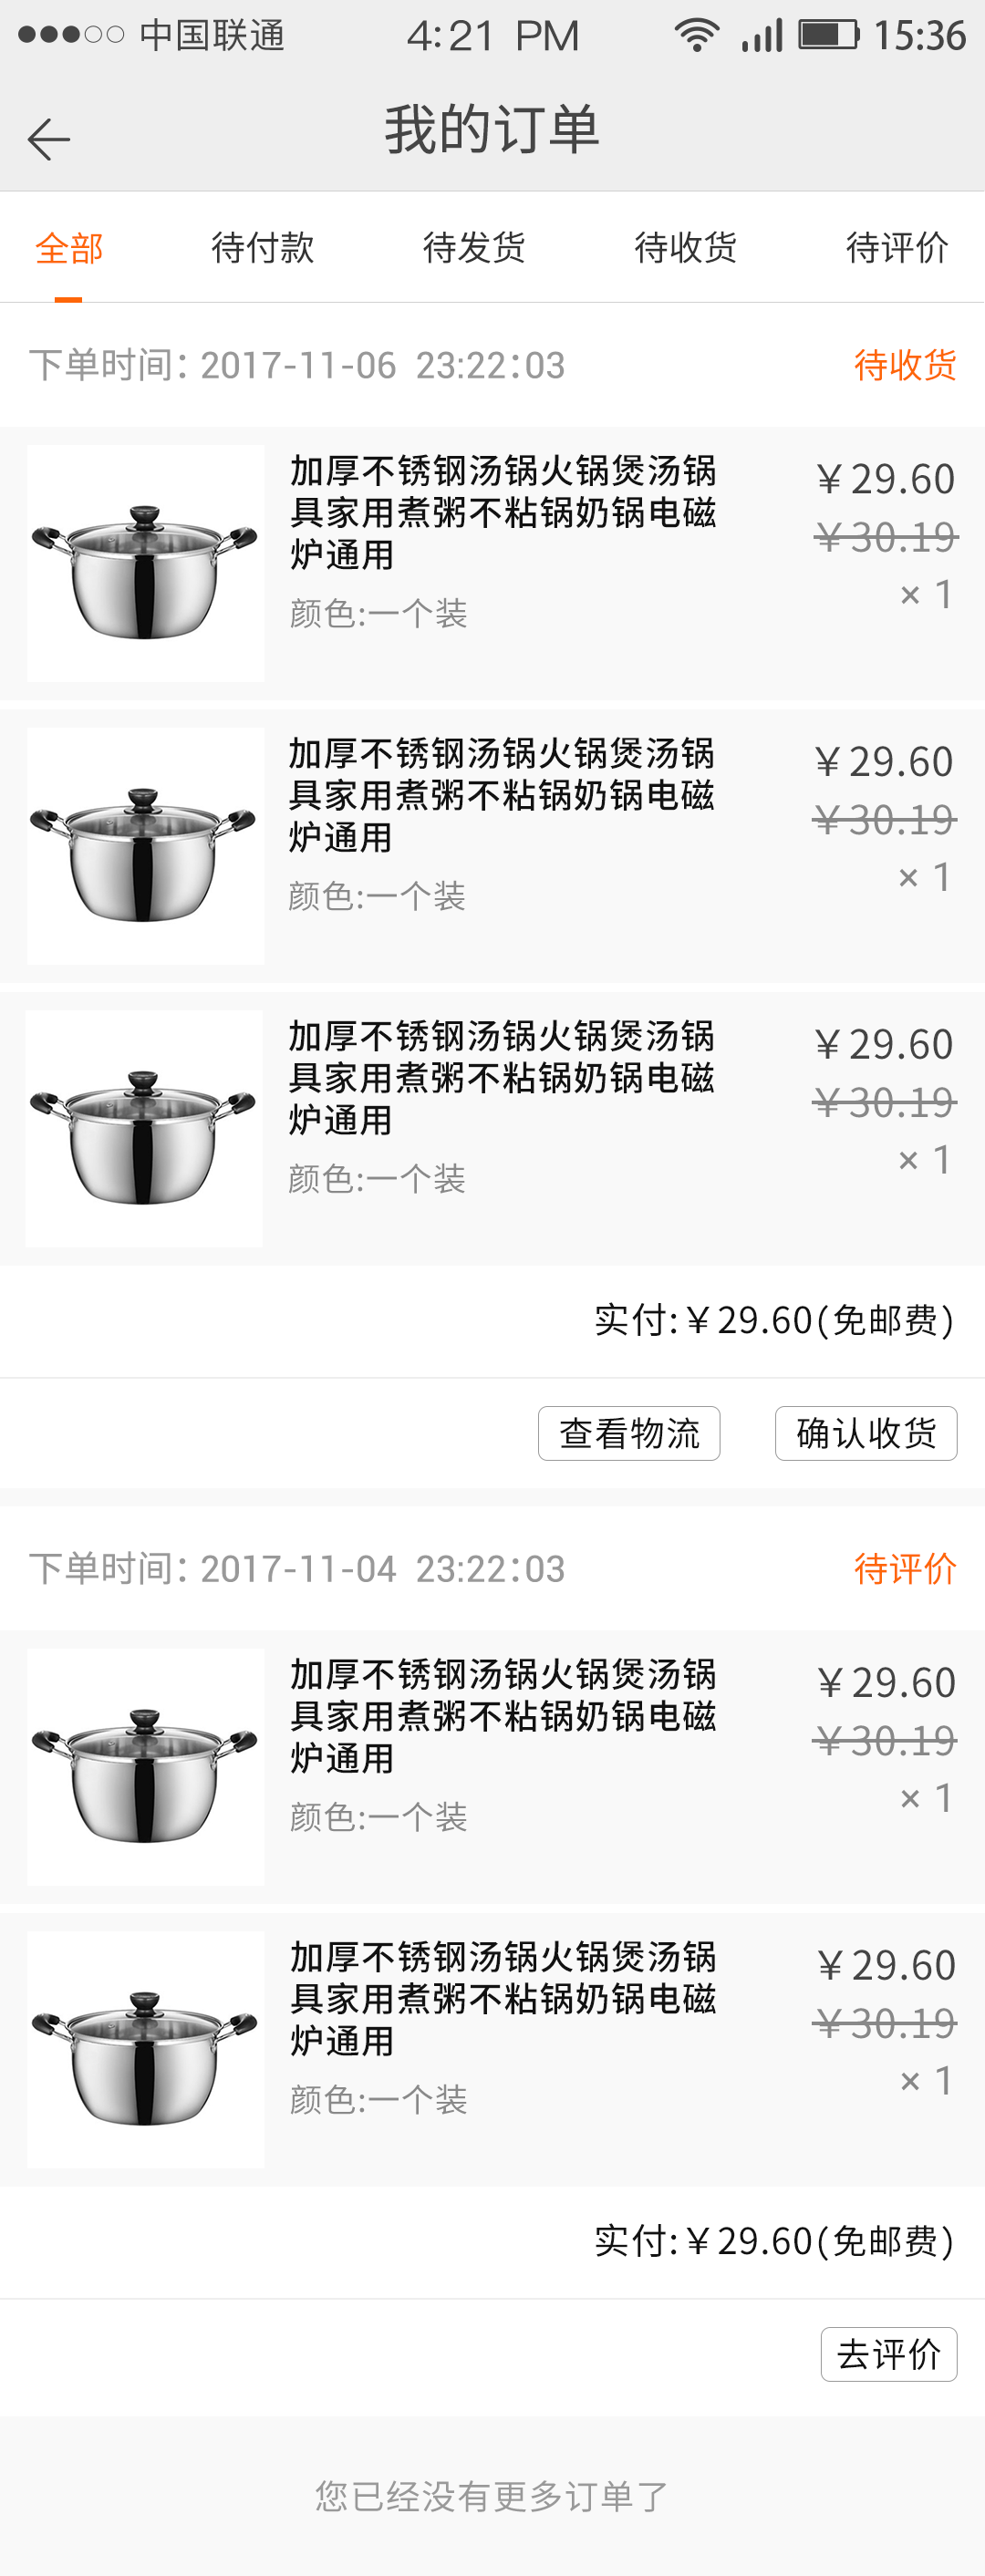 中国联通 4:21 PM 15:36
我的订单
全部 待付款 待发货 待收货 待评价
下单时间: 2017-11-06 23:22:03 待收货
加厚不锈钢汤锅火锅煲汤锅 ￥29.60
具家用煮粥不粘锅奶锅电磁 ￥30.19
炉通用 × 1
颜色:一个装
加厚不锈钢汤锅火锅煲汤锅 ￥29.60
具家用煮粥不粘锅奶锅电磁 ￥30.19
炉通用 × 1
颜色:一个装
加厚不锈钢汤锅火锅煲汤锅 ￥29.60
具家用煮粥不粘锅奶锅电磁 ￥30.19
炉通用 × 1
颜色:一个装
实付:￥29.60(免邮费)
查看物流 确认收货
下单时间: 2017-11-04 23:22:03 待评价
加厚不锈钢汤锅火锅煲汤锅 ￥29.60
具家用煮粥不粘锅奶锅电磁 ￥30.19
炉通用 × 1
颜色:一个装
加厚不锈钢汤锅火锅煲汤锅 ￥29.60
具家用煮粥不粘锅奶锅电磁 ￥30.19
炉通用 × 1
颜色:一个装
实付:￥29.60(免邮费)
去评价
您已经没有更多订单了